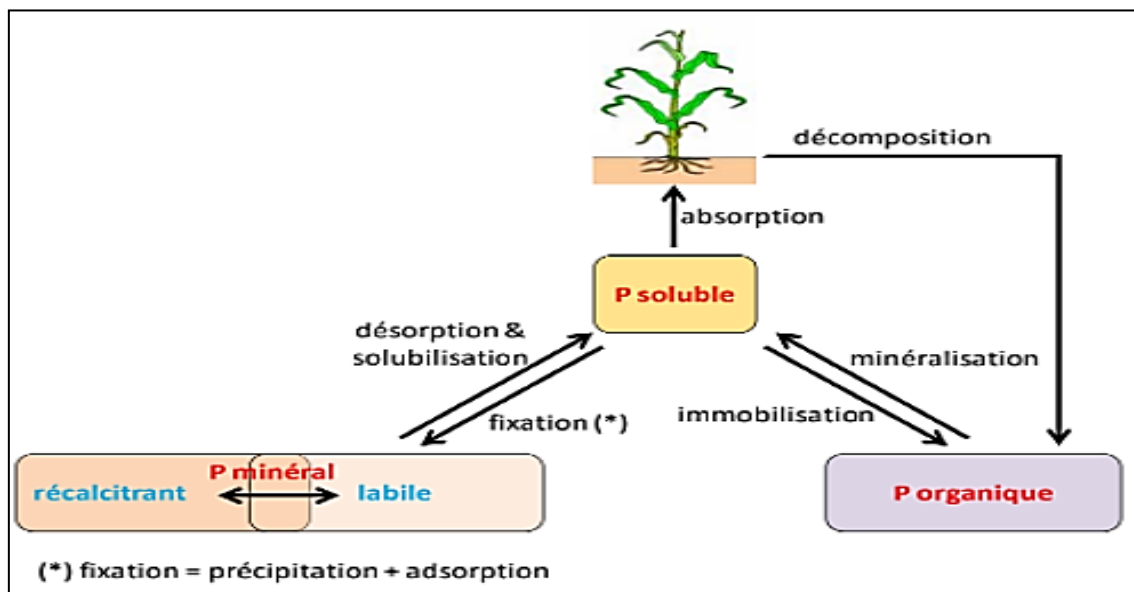 décomposition
absorption
P soluble
désorption &
solubilisation
fixation (*)
minéralisation
immobilisation
P minéral
récalcitrant
labile
P organique
(*) fixation = précipitation + adsorption